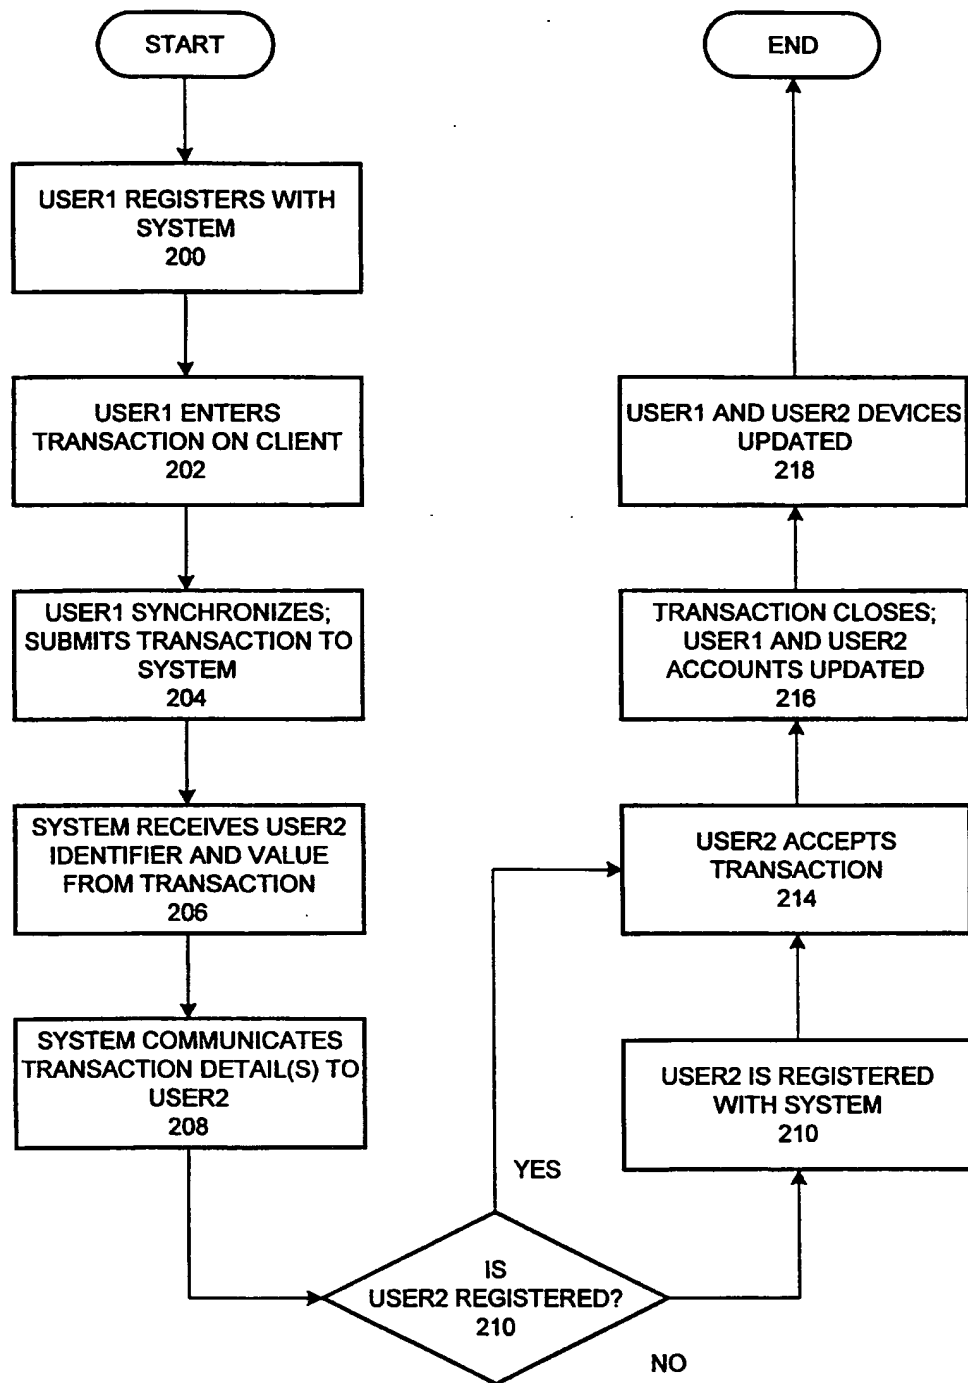 START
USER1 REGISTERS WITH
SYSTEM
200
USER1 ENTERS
TRANSACTION ON CLIENT
202
USER1 SYNCHRONIZES;
SUBMITS TRANSACTION TO
SYSTEM
204
SYSTEM RECEIVES USER2
IDENTIFIER AND VALUE
FROM TRANSACTION
206
SYSTEM COMMUNICATES
TRANSACTION DETAIL(S) TO
USER2
208
IS
USER2 REGISTERED?
210
YES
NO
USER2 IS REGISTERED
WITH SYSTEM
210
USER2 ACCEPTS
TRANSACTION
214
TRANSACTION CLOSES;
USER1 AND USER2
ACCOUNTS UPDATED
216
USER1 AND USER2 DEVICES
UPDATED
218
END